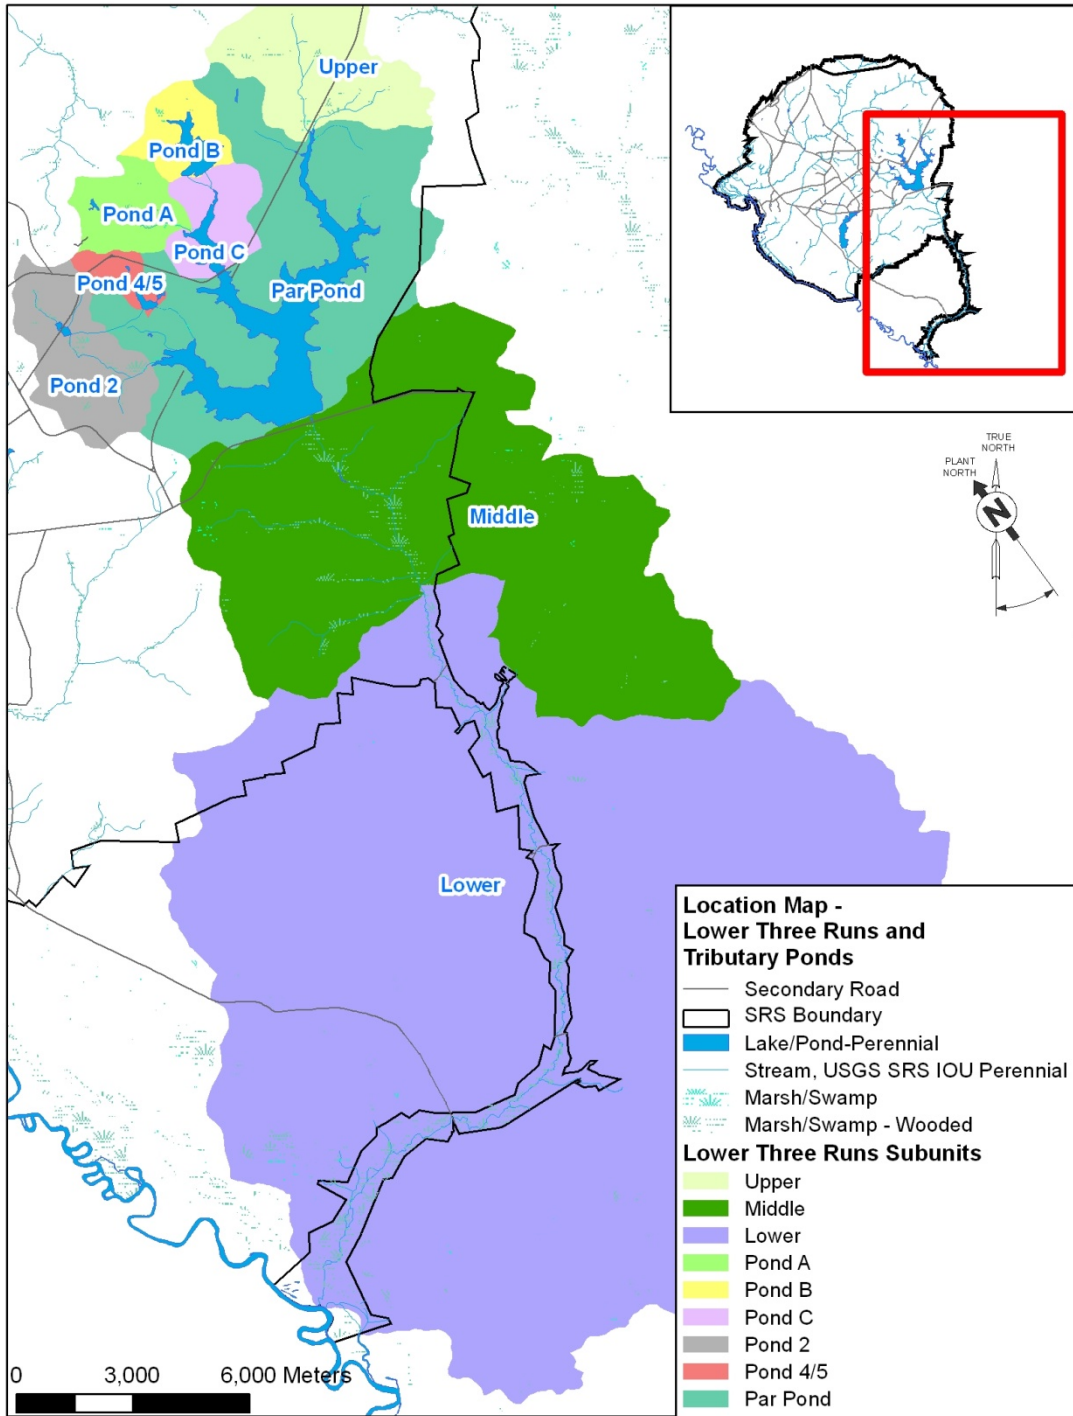 Upper
Pond B
Pond A
Pond C
Pond 4/5
Par Pond
Pond 2
TRUE
NORTH
PLANT
NORTH
N
Middle
Lower
Location Map -
Lower Three Runs and
Tributary Ponds
Secondary Road
SRS Boundary
Lake/Pond-Perennial
Stream, USGS SRS IOU Perennial
Marsh/Swamp
Marsh/Swamp - Wooded
Lower Three Runs Subunits
Upper
Middle
Lower
Pond A
Pond B
Pond C
Pond 2
Pond 4/5
Par Pond
0 3,000 6,000 Meters